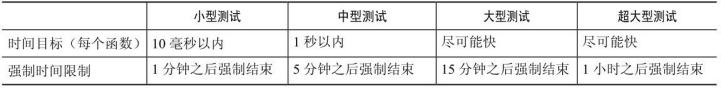 小型测试 中型测试 大型测试 超大型测试
时间目标（每个函数） 10 毫秒以内 1 秒以内 尽可能快 尽可能快
强制时间限制 1 分钟之后强制结束 5 分钟之后强制结束 15 分钟之后强制结束 1 小时之后强制结束